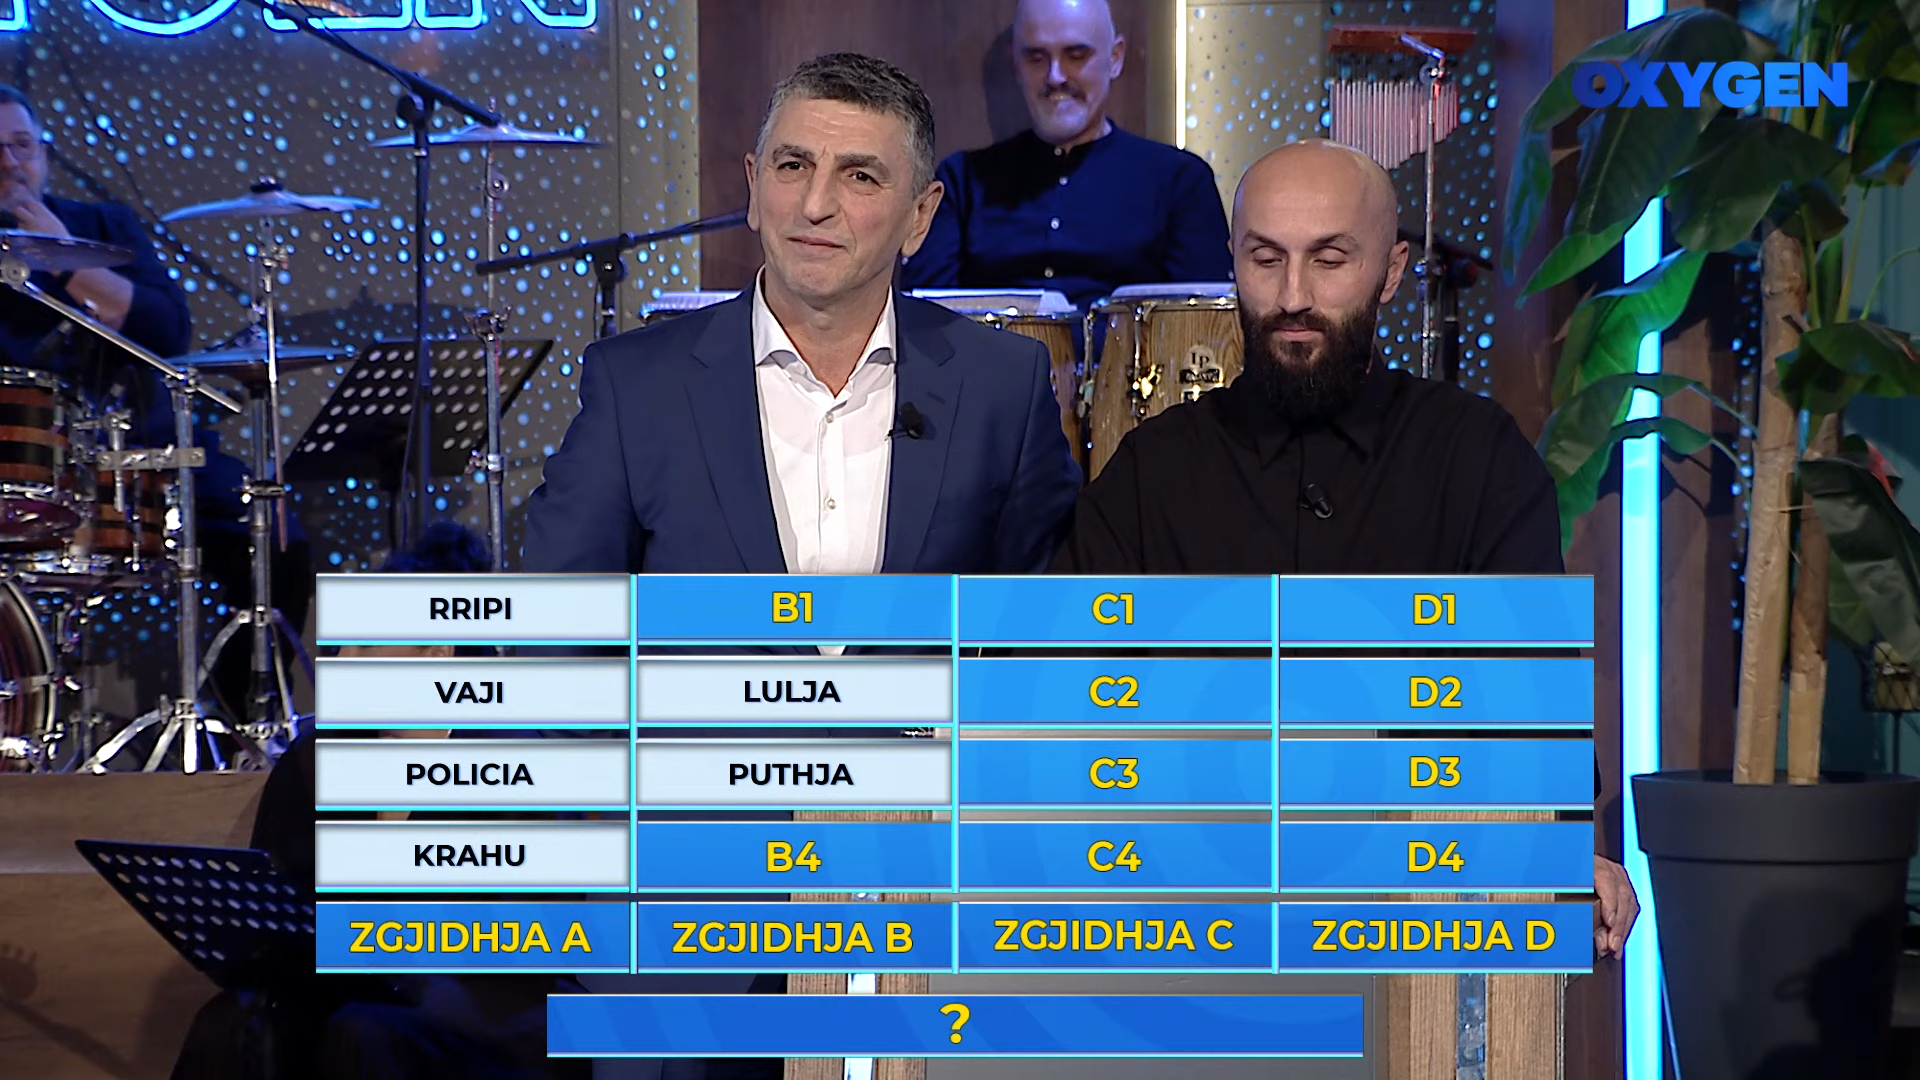 OXYGEN
RRIPI B1 C1 D1
VAJI LULJA C2 D2
POLICIA PUTHJA C3 D3
KRAHU B4 C4 D4
ZGJIDHJA A ZGJIDHJA B ZGJIDHJA C ZGJIDHJA D
?